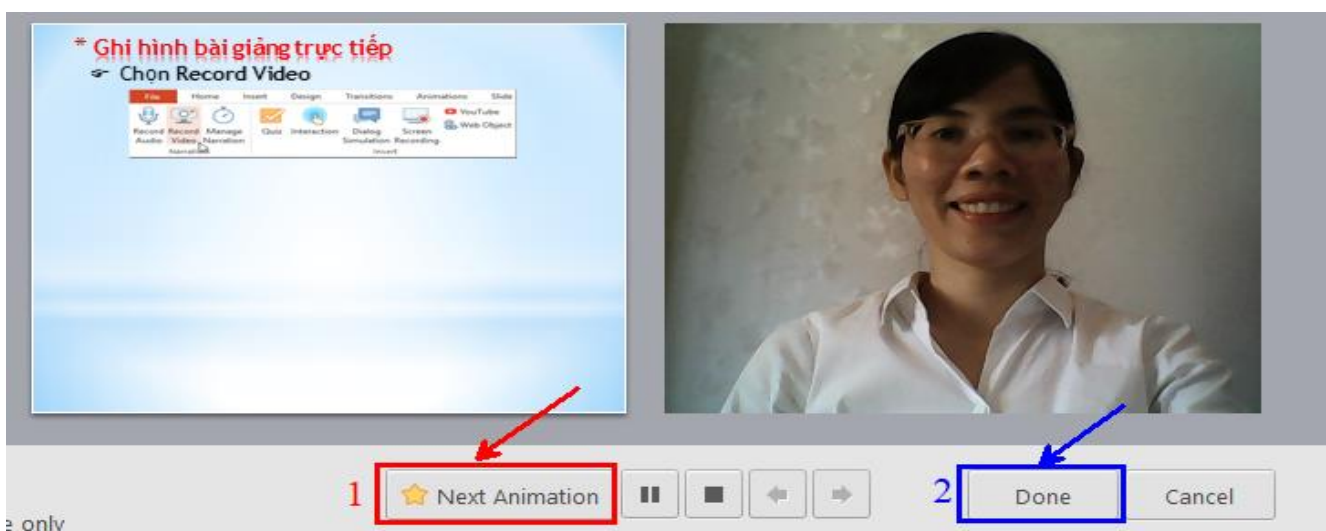 * Ghi hình bài giảng trực tiếp
☞ Chọn Record Video
File Home Insert Design Transitions Animations Slide
Record Audio
Record Video
Manage Narration
Quiz
Interaction
Dialog Simulation
Screen Recording
YouTube
Web Object
Narration
Insert
1
Next Animation
2
Done
Cancel
e only